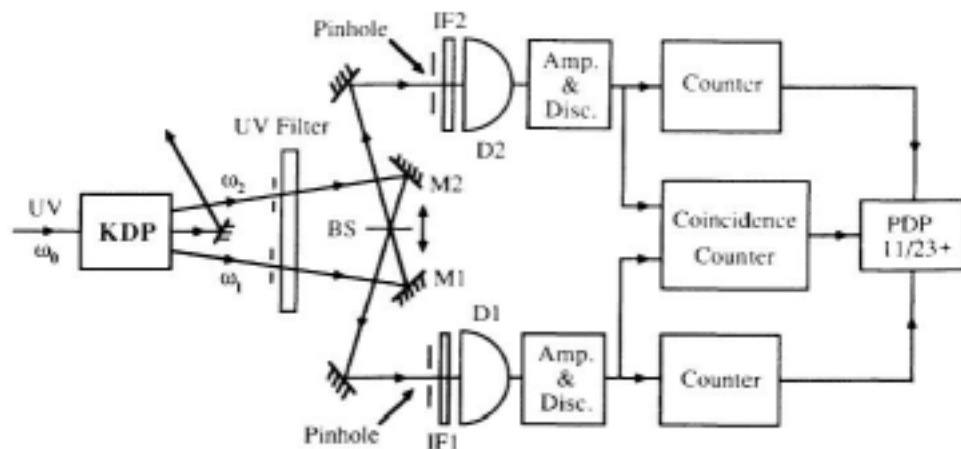 Pinhole
IF2
Amp.
&
Disc.
Counter
UV Filter
D2
UV
ω₀
KDP
ω₂
M2
BS
Coincidence
Counter
PDP
11/23+
ω₁
M1
D1
Amp.
&
Disc.
Counter
Pinhole
IF1